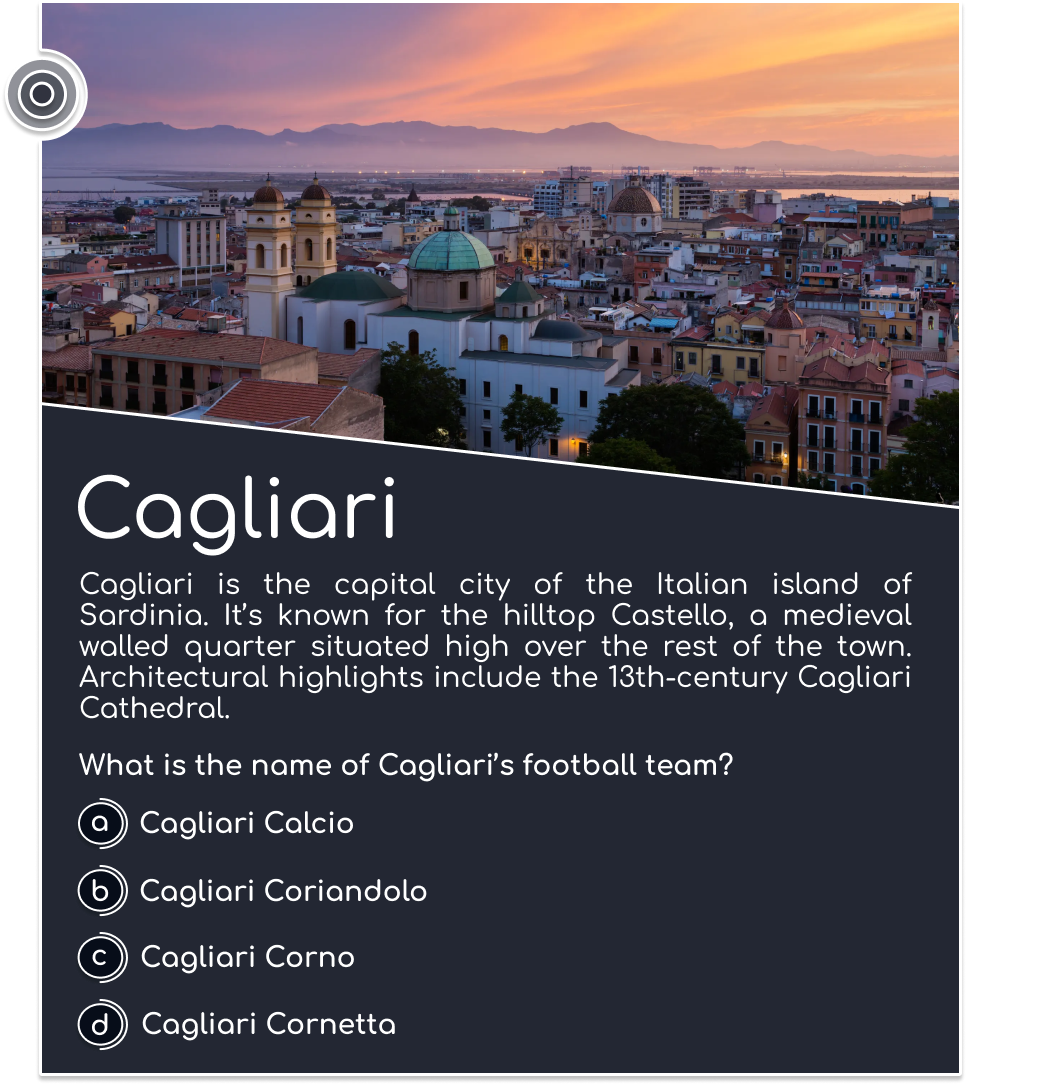 Cagliari
Cagliari is the capital city of the Italian island of
Sardinia. It’s known for the hilltop Castello, a medieval
walled quarter situated high over the rest of the town.
Architectural highlights include the 13th-century Cagliari
Cathedral.
What is the name of Cagliari’s football team?
a Cagliari Calcio
b Cagliari Coriandolo
c Cagliari Corno
d Cagliari Cornetta